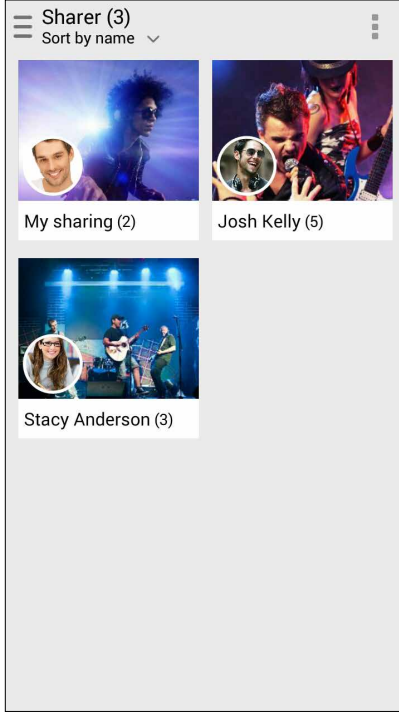 Sharer (3)
Sort by name
My sharing (2)
Josh Kelly (5)
Stacy Anderson (3)